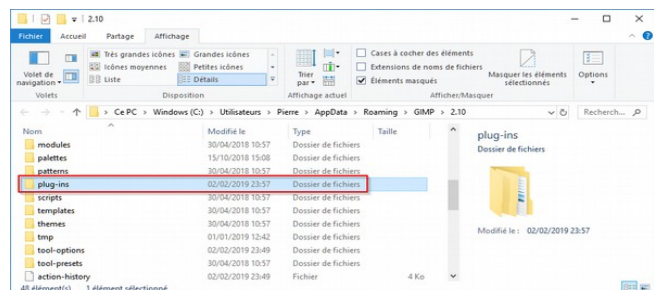 2.10
Fichier Accueil Partage Affichage
Volet de navigation
Très grandes icônes Grandes icônes
Icônes moyennes Petites icônes
Liste Détails
Trier par
Cases à cocher des éléments
Extensions de noms de fichiers
Éléments masqués
Masquer les éléments sélectionnés
Options
Volets Disposition Affichage actuel Afficher/Masquer
Ce PC > Windows (C:) > Utilisateurs > Pierre > AppData > Roaming > GIMP > 2.10 Recherch...
Nom Modifié le Type Taille
modules 30/04/2018 10:57 Dossier de fichiers
palettes 15/10/2018 15:08 Dossier de fichiers
patterns 30/04/2018 10:57 Dossier de fichiers
plug-ins 02/02/2019 23:57 Dossier de fichiers
scripts 30/04/2018 10:57 Dossier de fichiers
templates 30/04/2018 10:57 Dossier de fichiers
themes 30/04/2018 10:57 Dossier de fichiers
tmp 01/01/2019 12:42 Dossier de fichiers
tool-options 02/02/2019 23:49 Dossier de fichiers
tool-presets 30/04/2018 10:57 Dossier de fichiers
action-history 02/02/2019 23:49 Fichier 4 Ko
plug-ins
Dossier de fichiers
Modifié le : 02/02/2019 23:57
48 élément(s) 1 élément sélectionné